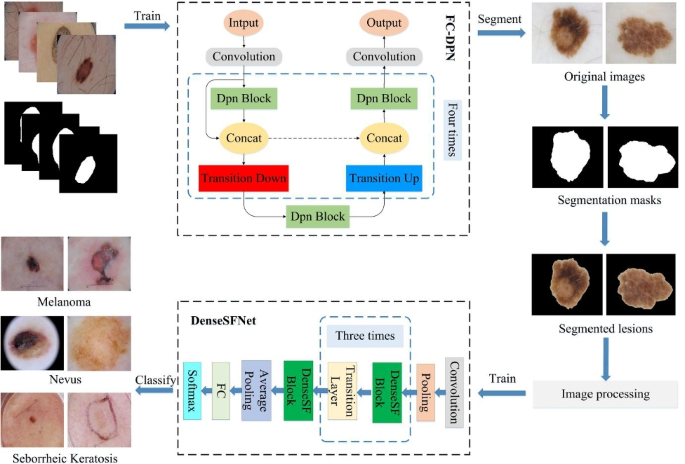 Train
Intput
Output
FC-DPN
Segment
Convolution
Convolution
Dpn Block
Dpn Block
Concat
Concat
Four times
Transition Down
Transition Up
Dpn Block
Original images
Segmentation masks
Segmented lesions
Image processing
Train
DenseSFNet
Three times
Convolution
Pooling
DenseSF
Block
Transition
Layer
DenseSF
Block
Average
Pooling
FC
Softmax
Classify
Melanoma
Nevus
Seborrheic Keratosis